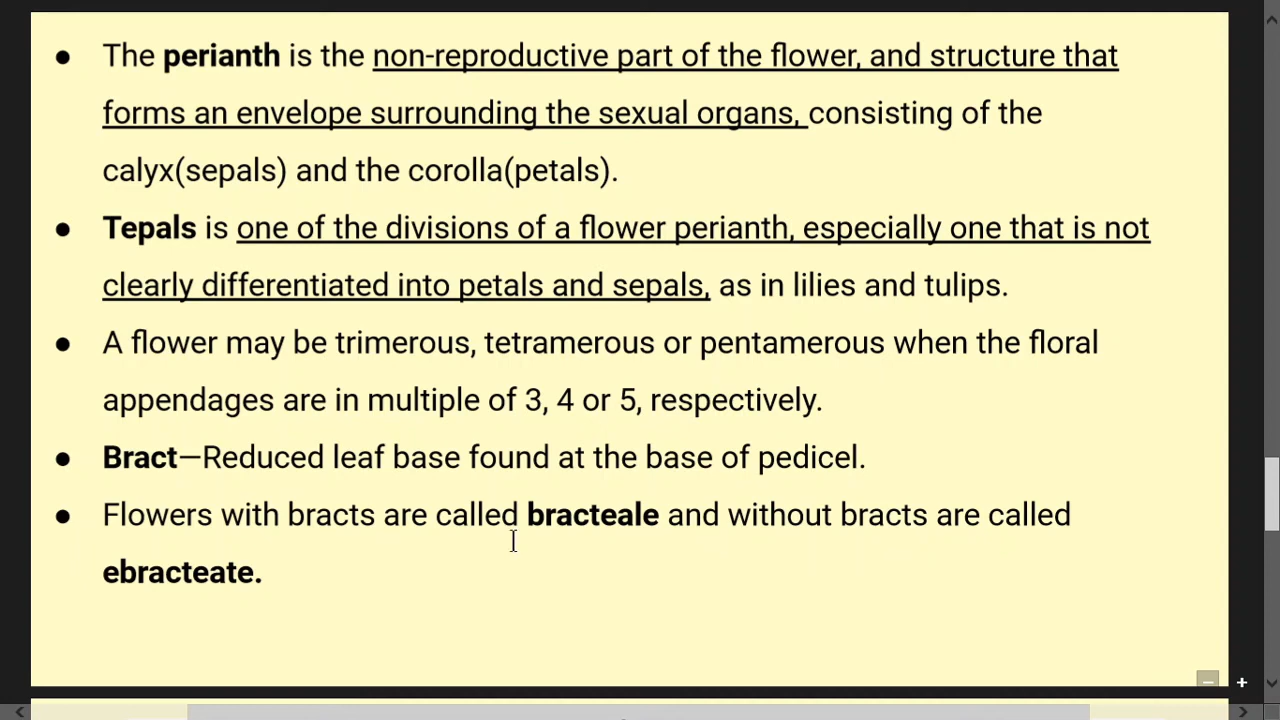 ● The perianth is the non-reproductive part of the flower, and structure that
forms an envelope surrounding the sexual organs, consisting of the
calyx(sepals) and the corolla(petals).
● Tepals is one of the divisions of a flower perianth, especially one that is not
clearly differentiated into petals and sepals, as in lilies and tulips.
● A flower may be trimerous, tetramerous or pentamerous when the floral
appendages are in multiple of 3, 4 or 5, respectively.
● Bract—Reduced leaf base found at the base of pedicel.
● Flowers with bracts are called bracteale and without bracts are called
ebracteate.